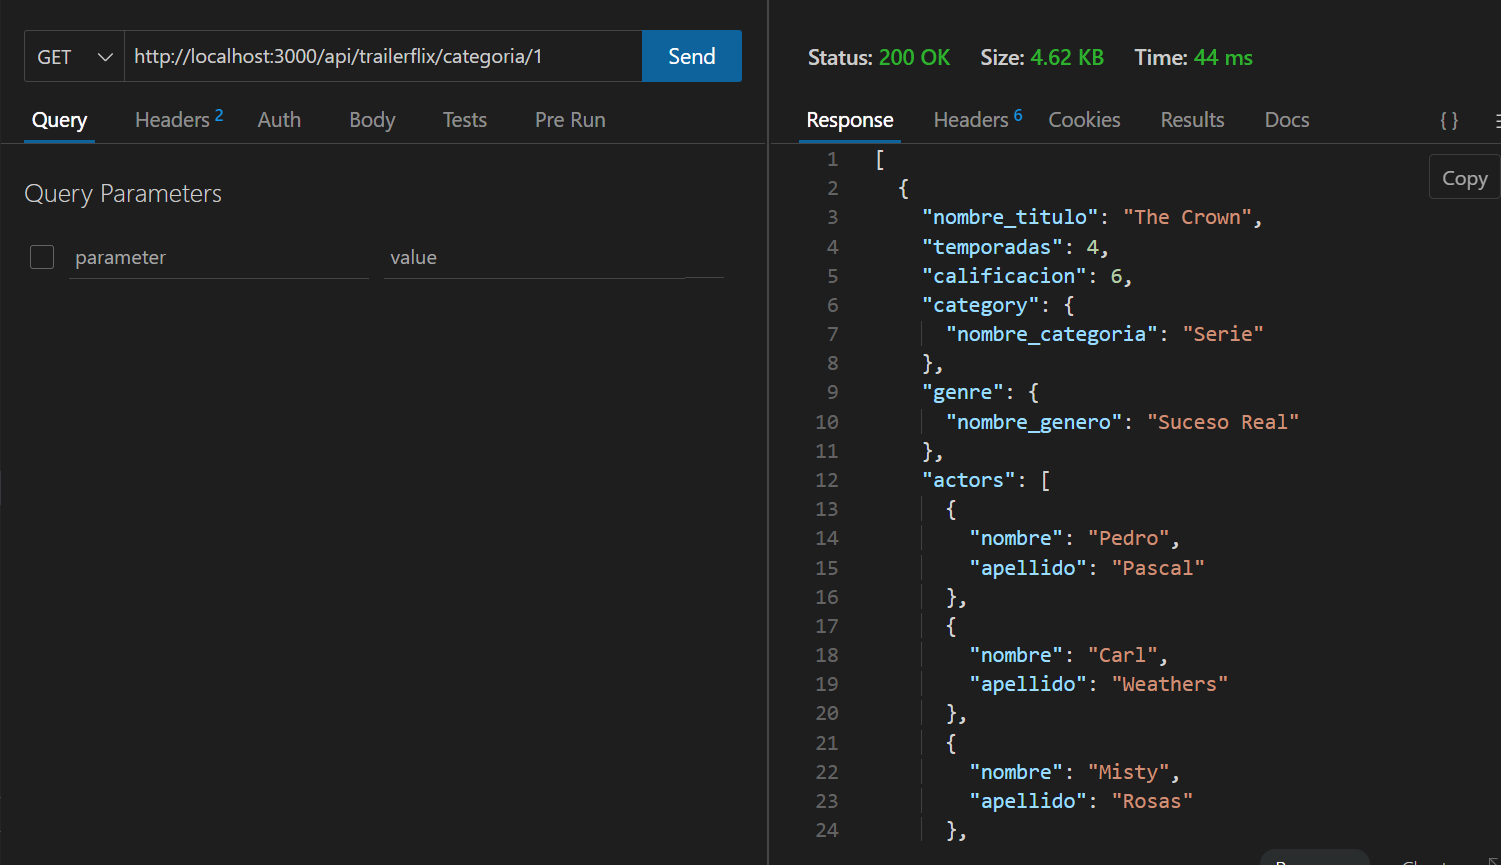 GET http://localhost:3000/api/trailerflix/categoria/1 Send
Query Headers 2 Auth Body Tests Pre Run
Query Parameters
parameter value
Status: 200 OK Size: 4.62 KB Time: 44 ms
Response Headers 6 Cookies Results Docs { }
Copy
1 [
2 {
3 "nombre_titulo": "The Crown",
4 "temporadas": 4,
5 "calificacion": 6,
6 "category": {
7 "nombre_categoria": "Serie"
8 },
9 "genre": {
10 "nombre_genero": "Suceso Real"
11 },
12 "actors": [
13 {
14 "nombre": "Pedro",
15 "apellido": "Pascal"
16 },
17 {
18 "nombre": "Carl",
19 "apellido": "Weathers"
20 },
21 {
22 "nombre": "Misty",
23 "apellido": "Rosas"
24 },